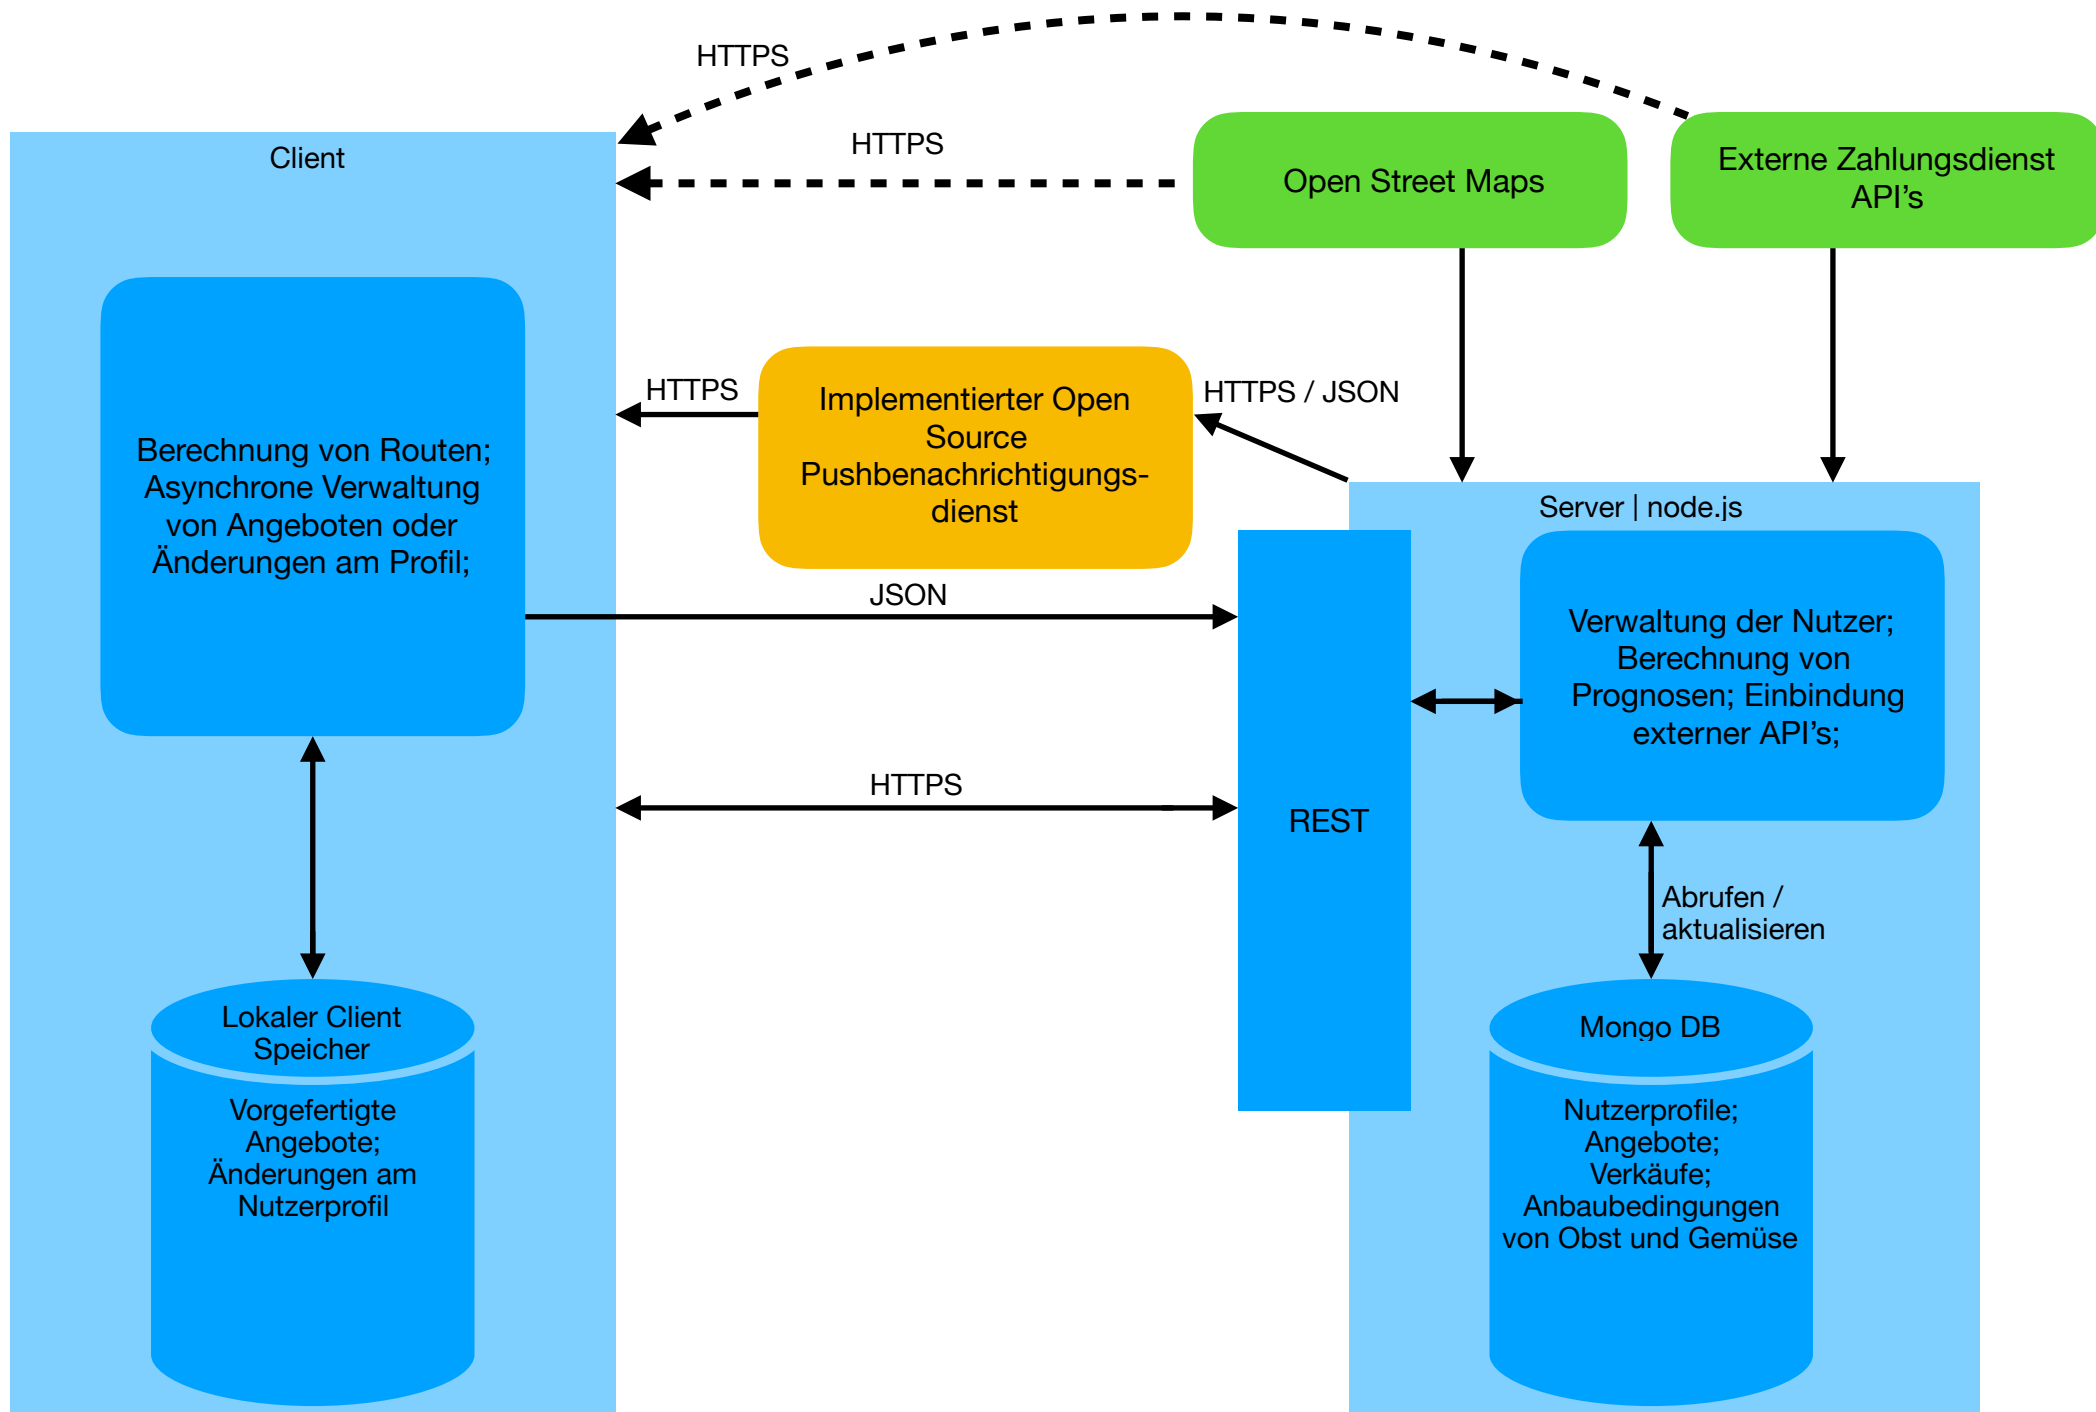 HTTPS
HTTPS
Client
Open Street Maps
Externe Zahlungsdienst
API’s
HTTPS
Implementierter Open
Source
Pushbenachrichtigungs-
dienst
HTTPS / JSON
Berechnung von Routen;
Asynchrone Verwaltung
von Angeboten oder
Änderungen am Profil;
Server | node.js
JSON
Verwaltung der Nutzer;
Berechnung von
Prognosen; Einbindung
externer API’s;
HTTPS
REST
Abrufen /
aktualisieren
Lokaler Client
Speicher
Vorgefertigte
Angebote;
Änderungen am
Nutzerprofil
Mongo DB
Nutzerprofile;
Angebote;
Verkäufe;
Anbaubedingungen
von Obst und Gemüse